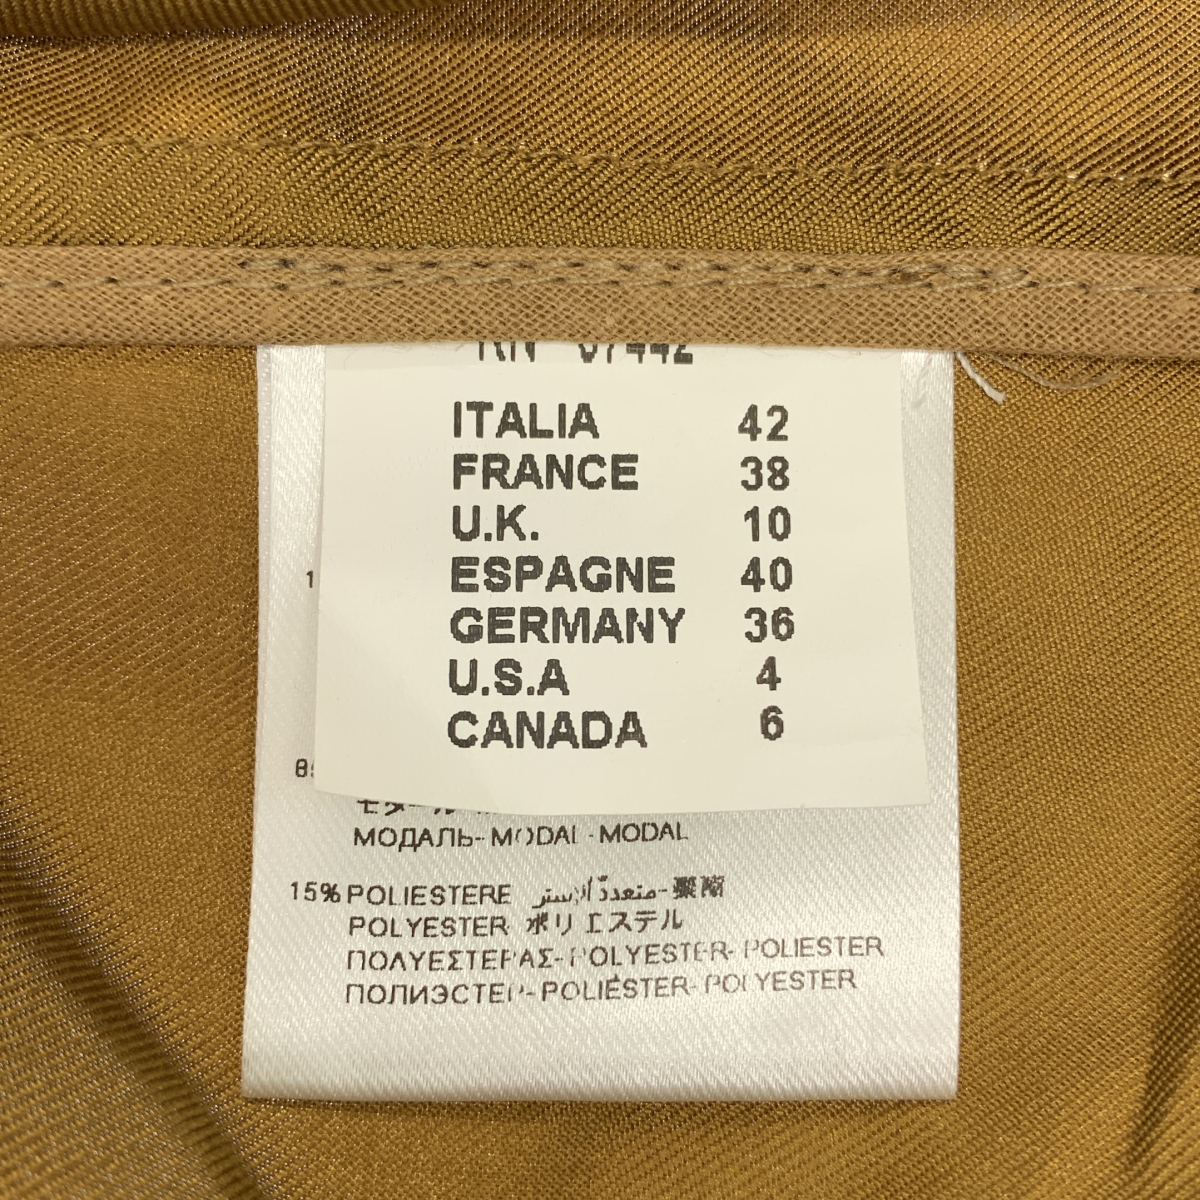 ITALIA 42
FRANCE 38
U.K. 10
ESPAGNE 40
GERMANY 36
U.S.A 4
CANADA 6
МОДАЛЬ-MODAL-MODAL
15% POLIESTERE متعددّ الإستر-聚酯
POLYESTER ポリエステル
ΠΟΛΥΕΣΤΕΡΑΣ-POLYESTER-POLIESTER
ПОЛИЭСТЕР-POLIÉSTER-POLYESTER